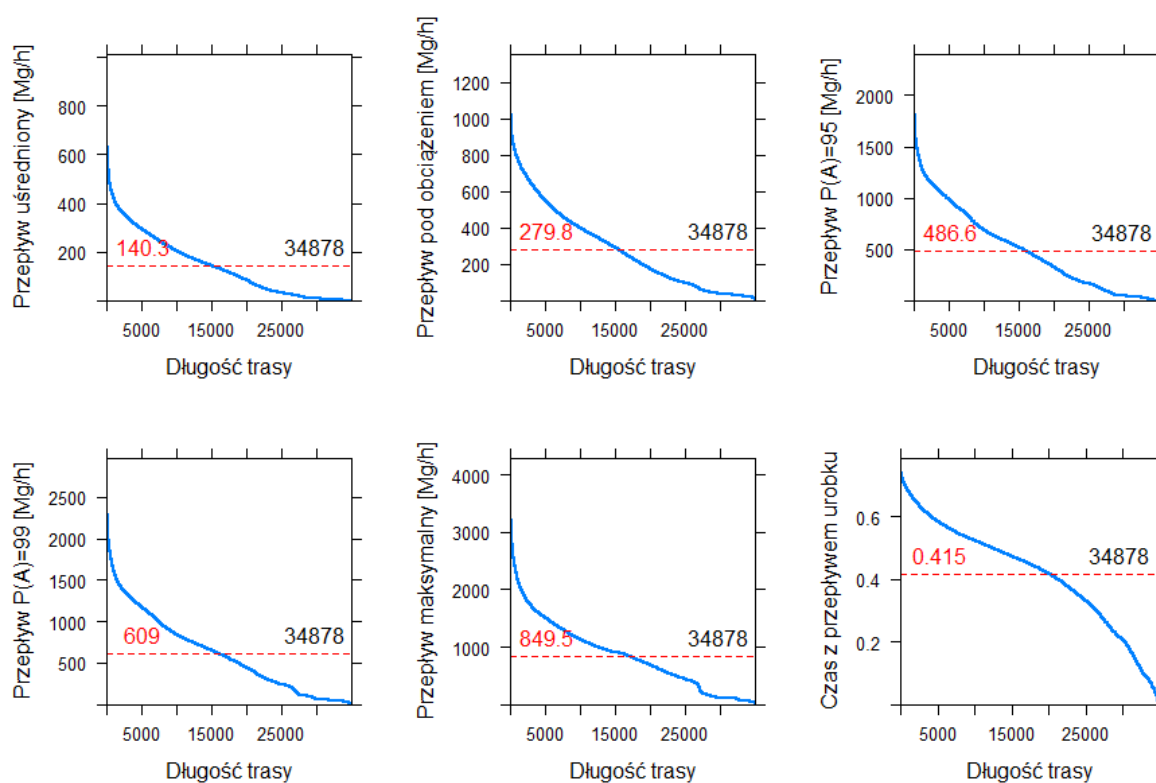 Przepływ uśredniony [Mg/h]
800
600
400
200
140.3
34878
5000 15000 25000
Długość trasy
Przepływ pod obciążeniem [Mg/h]
1200
1000
800
600
400
200
279.8
34878
5000 15000 25000
Długość trasy
Przepływ P(A)=95 [Mg/h]
2000
1500
1000
500
486.6
34878
5000 15000 25000
Długość trasy
Przepływ P(A)=99 [Mg/h]
2500
2000
1500
1000
500
609
34878
5000 15000 25000
Długość trasy
Przepływ maksymalny [Mg/h]
4000
3000
2000
1000
849.5
34878
5000 15000 25000
Długość trasy
Czas z przepływem urobku
0.6
0.4
0.2
0.415
34878
5000 15000 25000
Długość trasy